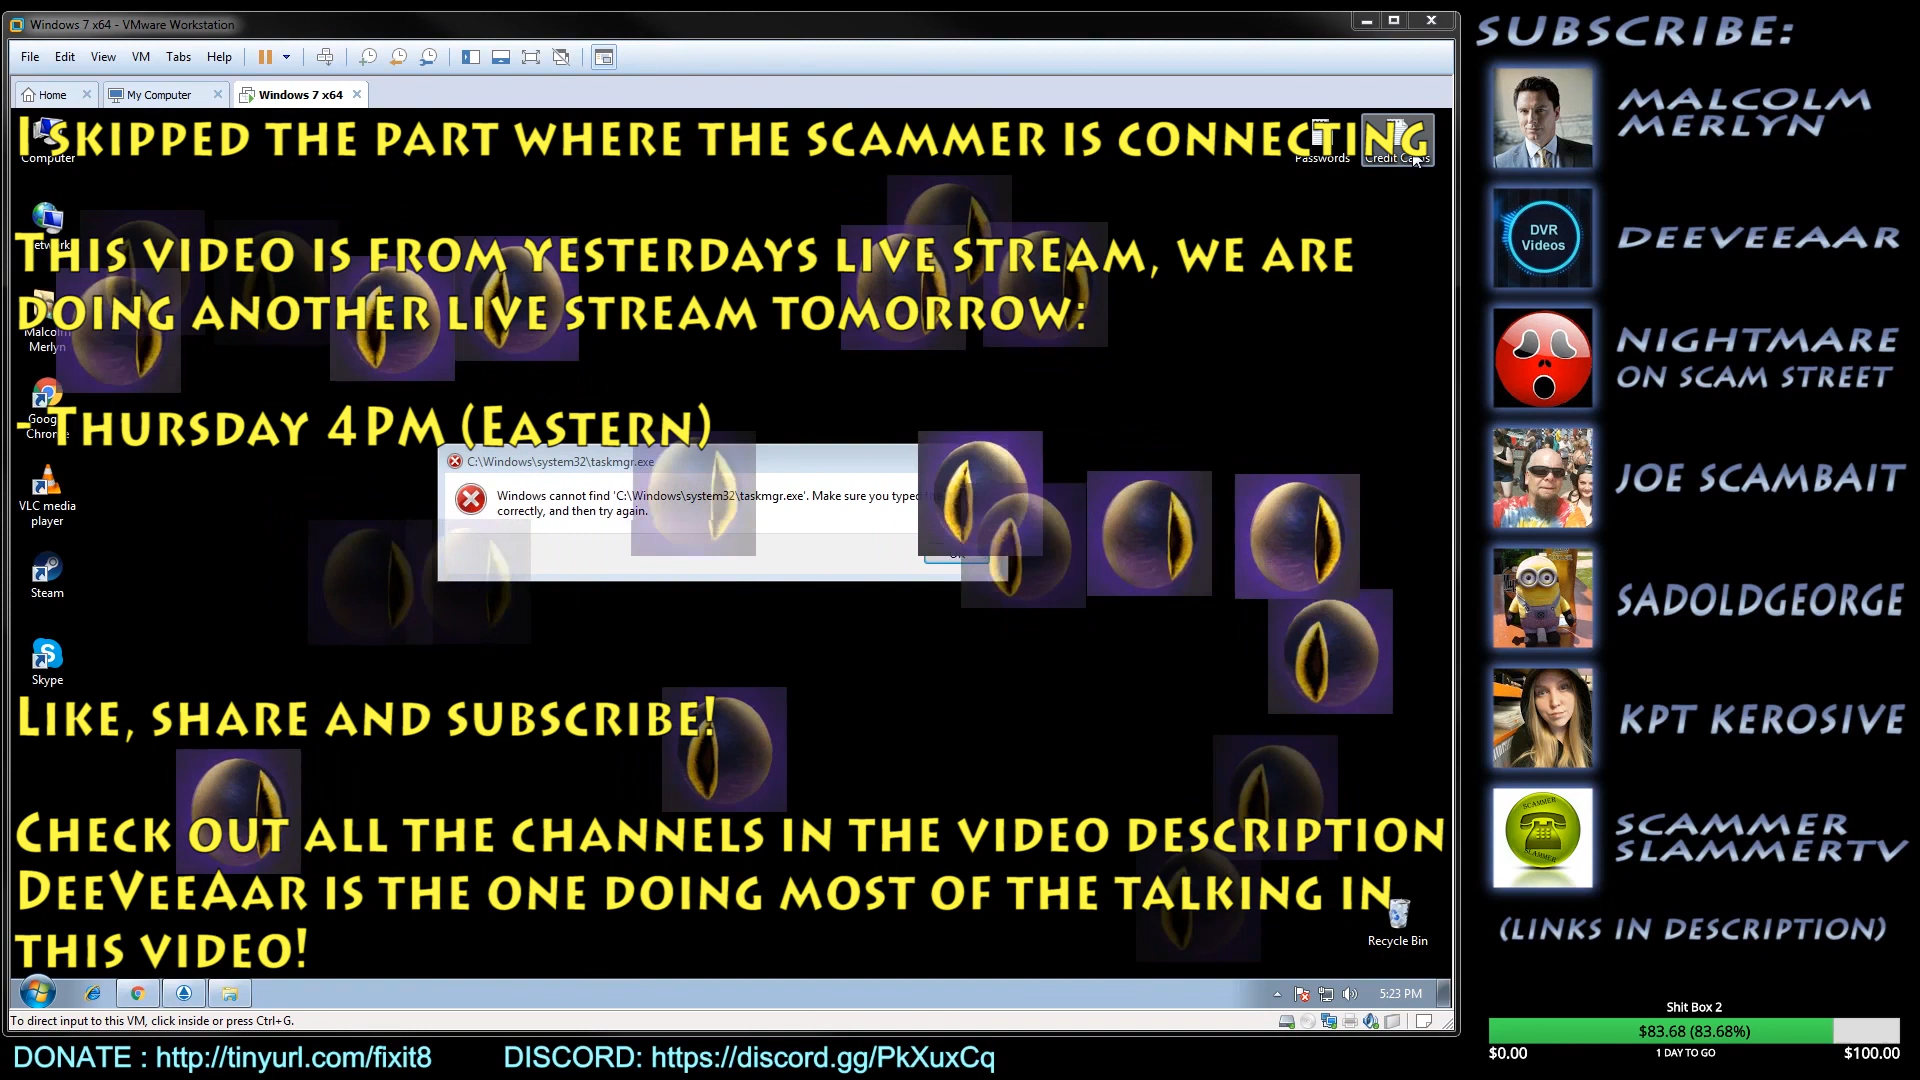 Windows 7 x64 - VMware Workstation
File Edit View VM Tabs Help
Home My Computer Windows 7 x64
I skipped the part where the scammer is connecting
Computer
Passwords
Credit Cards
This video is from yesterdays live stream, we are
doing another live stream tomorrow:
Network
Malcolm
Merlyn
- Thursday 4PM (Eastern)
Google
Chrome
C:\Windows\system32\taskmgr.exe
Windows cannot find 'C:\Windows\system32\taskmgr.exe'. Make sure you typed
correctly, and then try again.
OK
VLC media
player
Steam
Skype
Like, share and subscribe!
Check out all the channels in the video description
DeeVeeAar is the one doing most of the talking in
this video!
Recycle Bin
5:23 PM
To direct input to this VM, click inside or press Ctrl+G.
DONATE : http://tinyurl.com/fixit8 DISCORD: https://discord.gg/PkXuxCq
SUBSCRIBE:
MALCOLM
MERLYN
DVR
Videos
DEEVEEAAR
NIGHTMARE
ON SCAM STREET
JOE SCAMBAIT
SADOLDGEORGE
KPT KEROSIVE
SCAMMER
SCAMMER
SCAMMER
SLAMMERTV
(LINKS IN DESCRIPTION)
Shit Box 2
$83.68 (83.68%)
$0.00 1 DAY TO GO $100.00